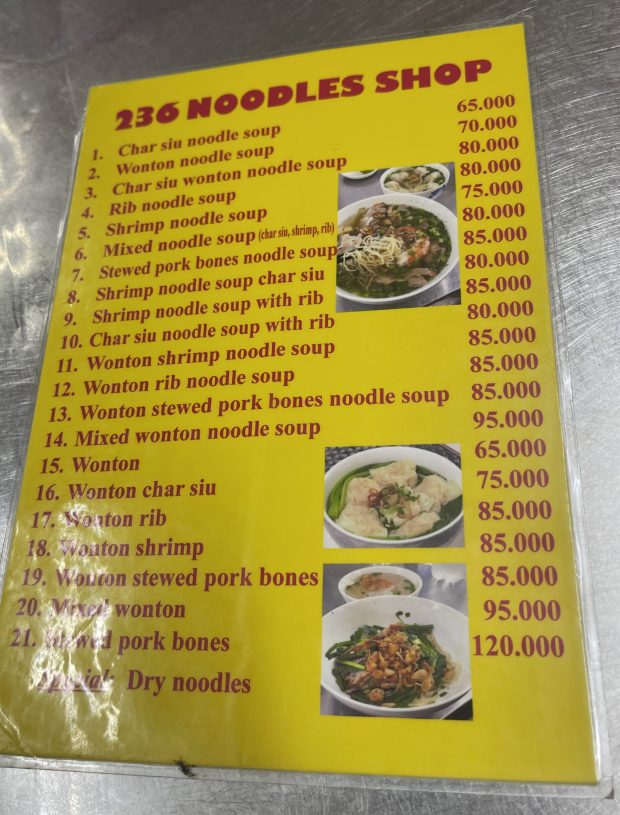 236 NOODLES SHOP
1. Char siu noodle soup 65.000
2. Wonton noodle soup 70.000
3. Char siu wonton noodle soup 80.000
4. Rib noodle soup 80.000
5. Shrimp noodle soup 75.000
6. Mixed noodle soup (char siu, shrimp, rib) 80.000
7. Stewed pork bones noodle soup 85.000
8. Shrimp noodle soup char siu 80.000
9. Shrimp noodle soup with rib 85.000
10. Char siu noodle soup with rib 80.000
11. Wonton shrimp noodle soup 85.000
12. Wonton rib noodle soup 85.000
13. Wonton stewed pork bones noodle soup 85.000
14. Mixed wonton noodle soup 95.000
15. Wonton 65.000
16. Wonton char siu 75.000
17. Wonton rib 85.000
18. Wonton shrimp 85.000
19. Wonton stewed pork bones 85.000
20. Mixed wonton 95.000
21. Stewed pork bones 120.000
Special: Dry noodles